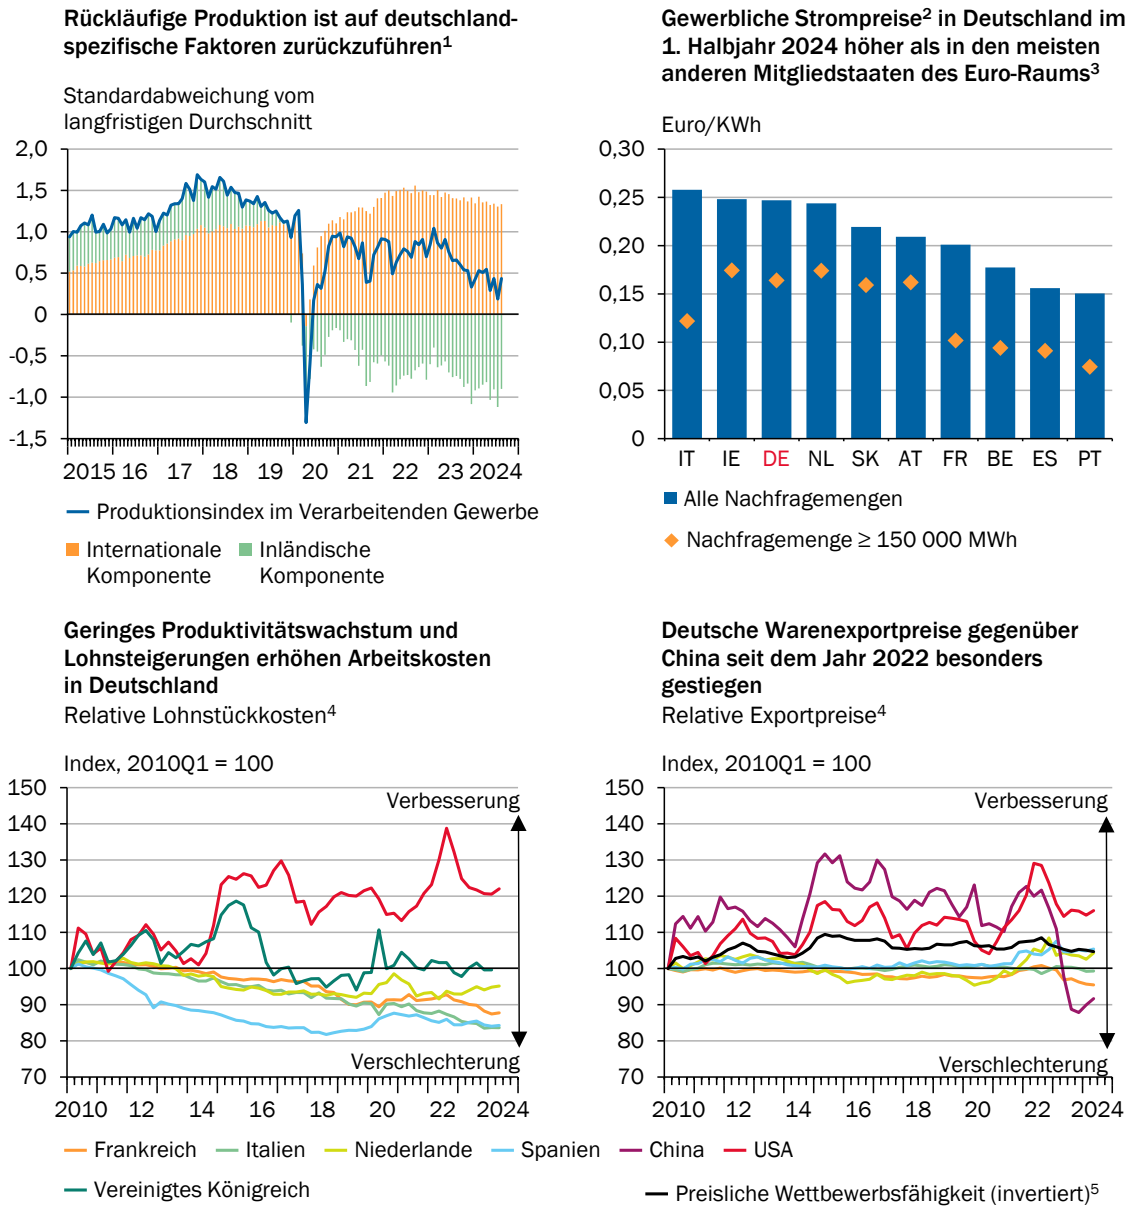 Rückläufige Produktion ist auf deutschland-
spezifische Faktoren zurückzuführen¹
Standardabweichung vom
langfristigen Durchschnitt
2,0
1,5
1,0
0,5
0
-0,5
-1,0
-1,5
2015 16 17 18 19 20 21 22 23 2024
Produktionsindex im Verarbeitenden Gewerbe
Internationale Komponente
Inländische Komponente
Gewerbliche Strompreise² in Deutschland im
1. Halbjahr 2024 höher als in den meisten
anderen Mitgliedstaaten des Euro-Raums³
Euro/KWh
0,30
0,25
0,20
0,15
0,10
0,05
0
IT IE DE NL SK AT FR BE ES PT
Alle Nachfragemengen
Nachfragemenge ≥ 150 000 MWh
Geringes Produktivitätswachstum und
Lohnsteigerungen erhöhen Arbeitskosten
in Deutschland
Relative Lohnstückkosten⁴
Index, 2010Q1 = 100
150
140
130
120
110
100
90
80
70
Verbesserung
Verschlechterung
2010 12 14 16 18 20 22 2024
Deutsche Warenexportpreise gegenüber
China seit dem Jahr 2022 besonders
gestiegen
Relative Exportpreise⁴
Index, 2010Q1 = 100
150
140
130
120
110
100
90
80
70
Verbesserung
Verschlechterung
2010 12 14 16 18 20 22 2024
Frankreich Italien Niederlande Spanien China USA
Vereinigtes Königreich
Preisliche Wettbewerbsfähigkeit (invertiert)⁵